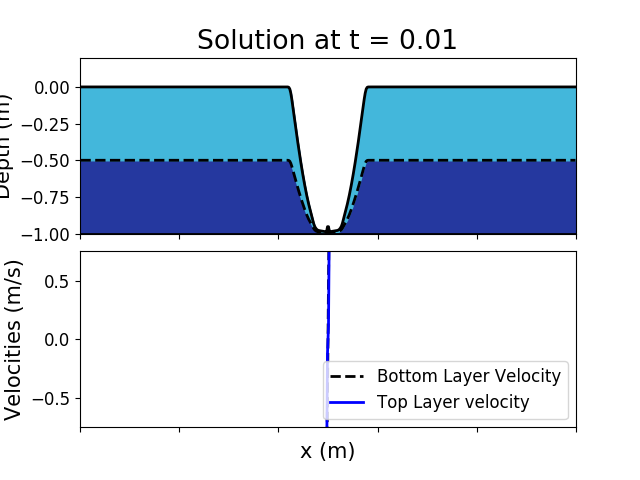 Solution at t = 0.01
Depth (m)
0.00
−0.25
−0.50
−0.75
−1.00
Velocities (m/s)
0.5
0.0
−0.5
Bottom Layer Velocity
Top Layer velocity
x (m)